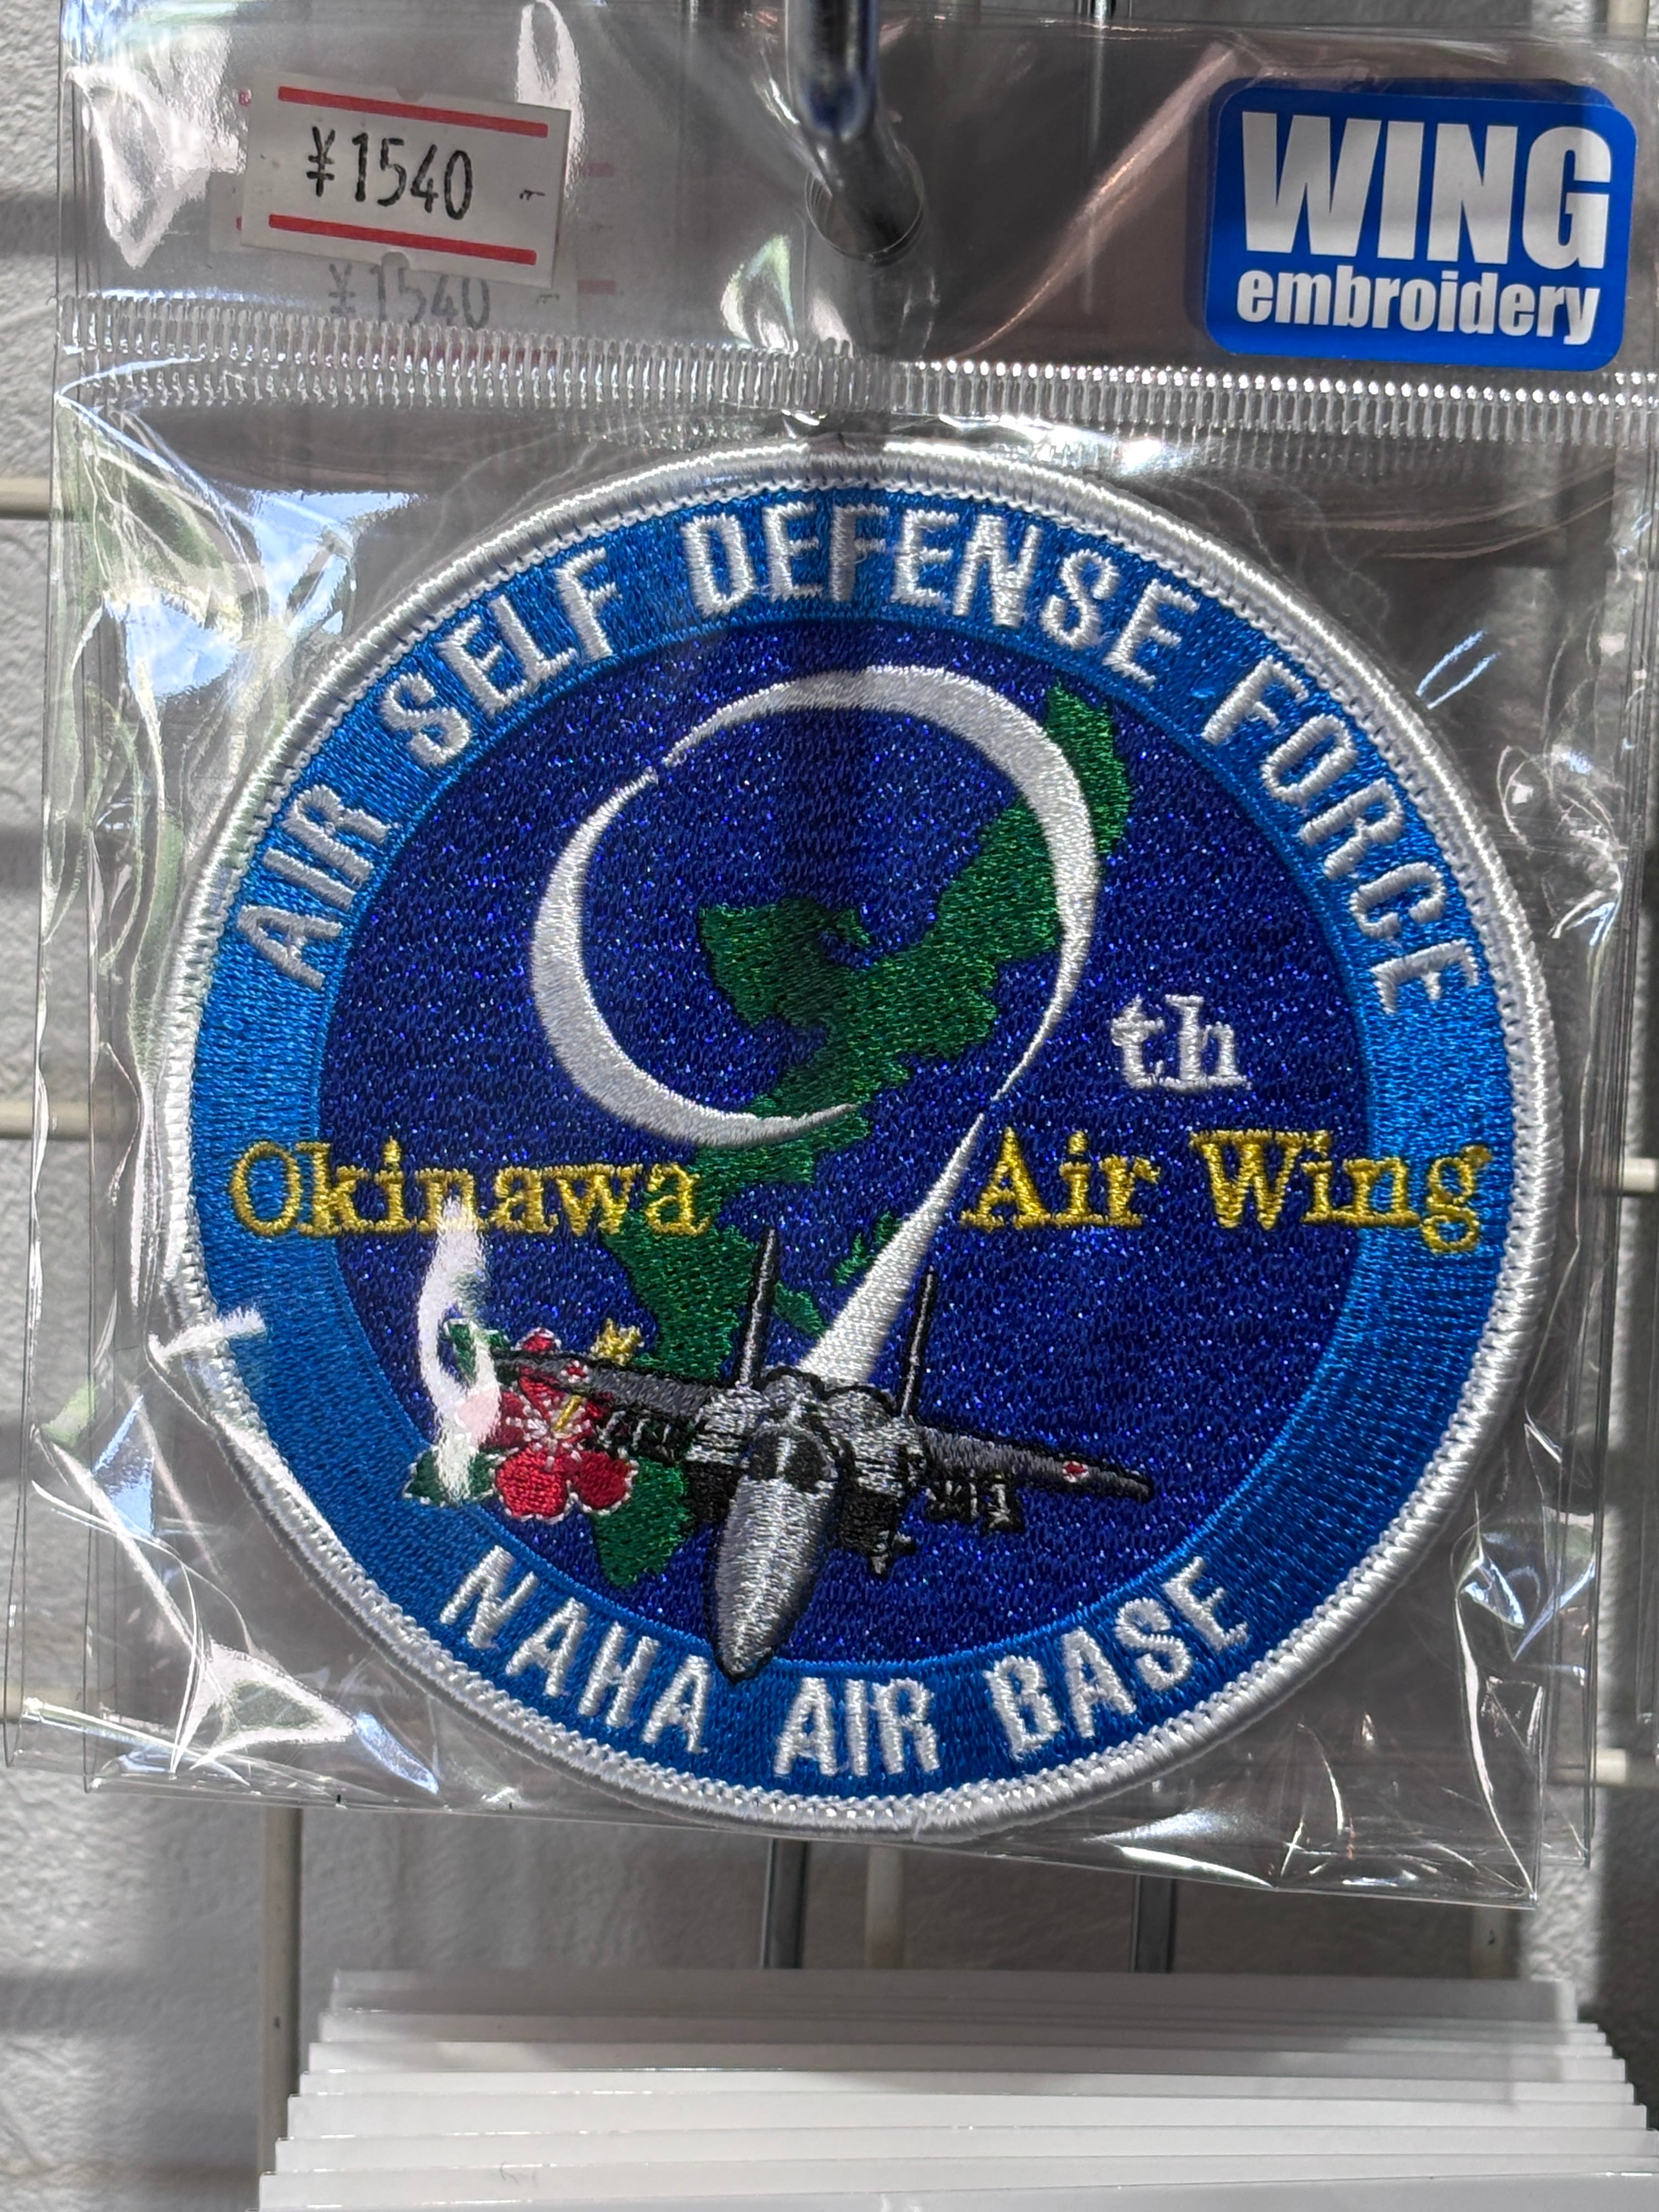 ¥1540
WING
embroidery
¥1540
AIR SELF DEFENSE FORCE
th
Okinawa Air Wing
NAHA AIR BASE